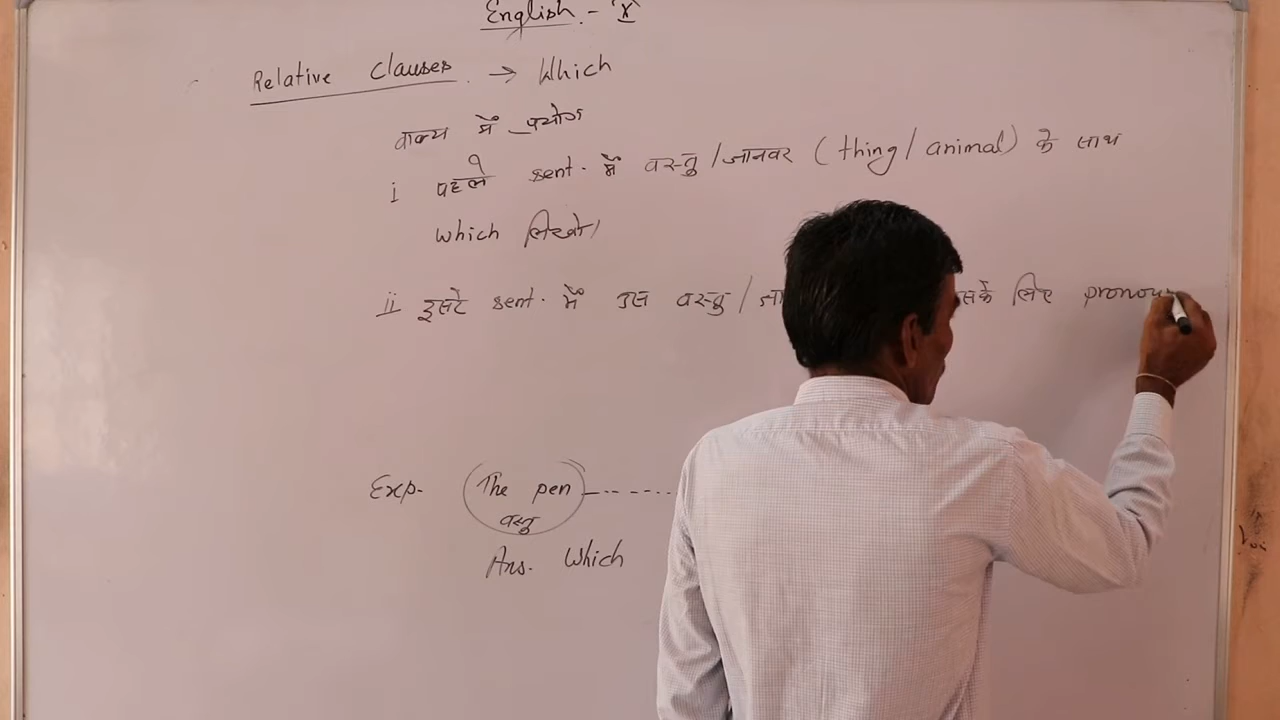 English - X
Relative Clauses. → Which
वाक्य में प्रयोग
i पहले sent. में वस्तु / जानवर (thing / animal) के साथ
which लिखो।
ii दूसरे sent. में उस वस्तु / जा सके लिए pronou
Exp. The pen -----
वस्तु
Ans. Which